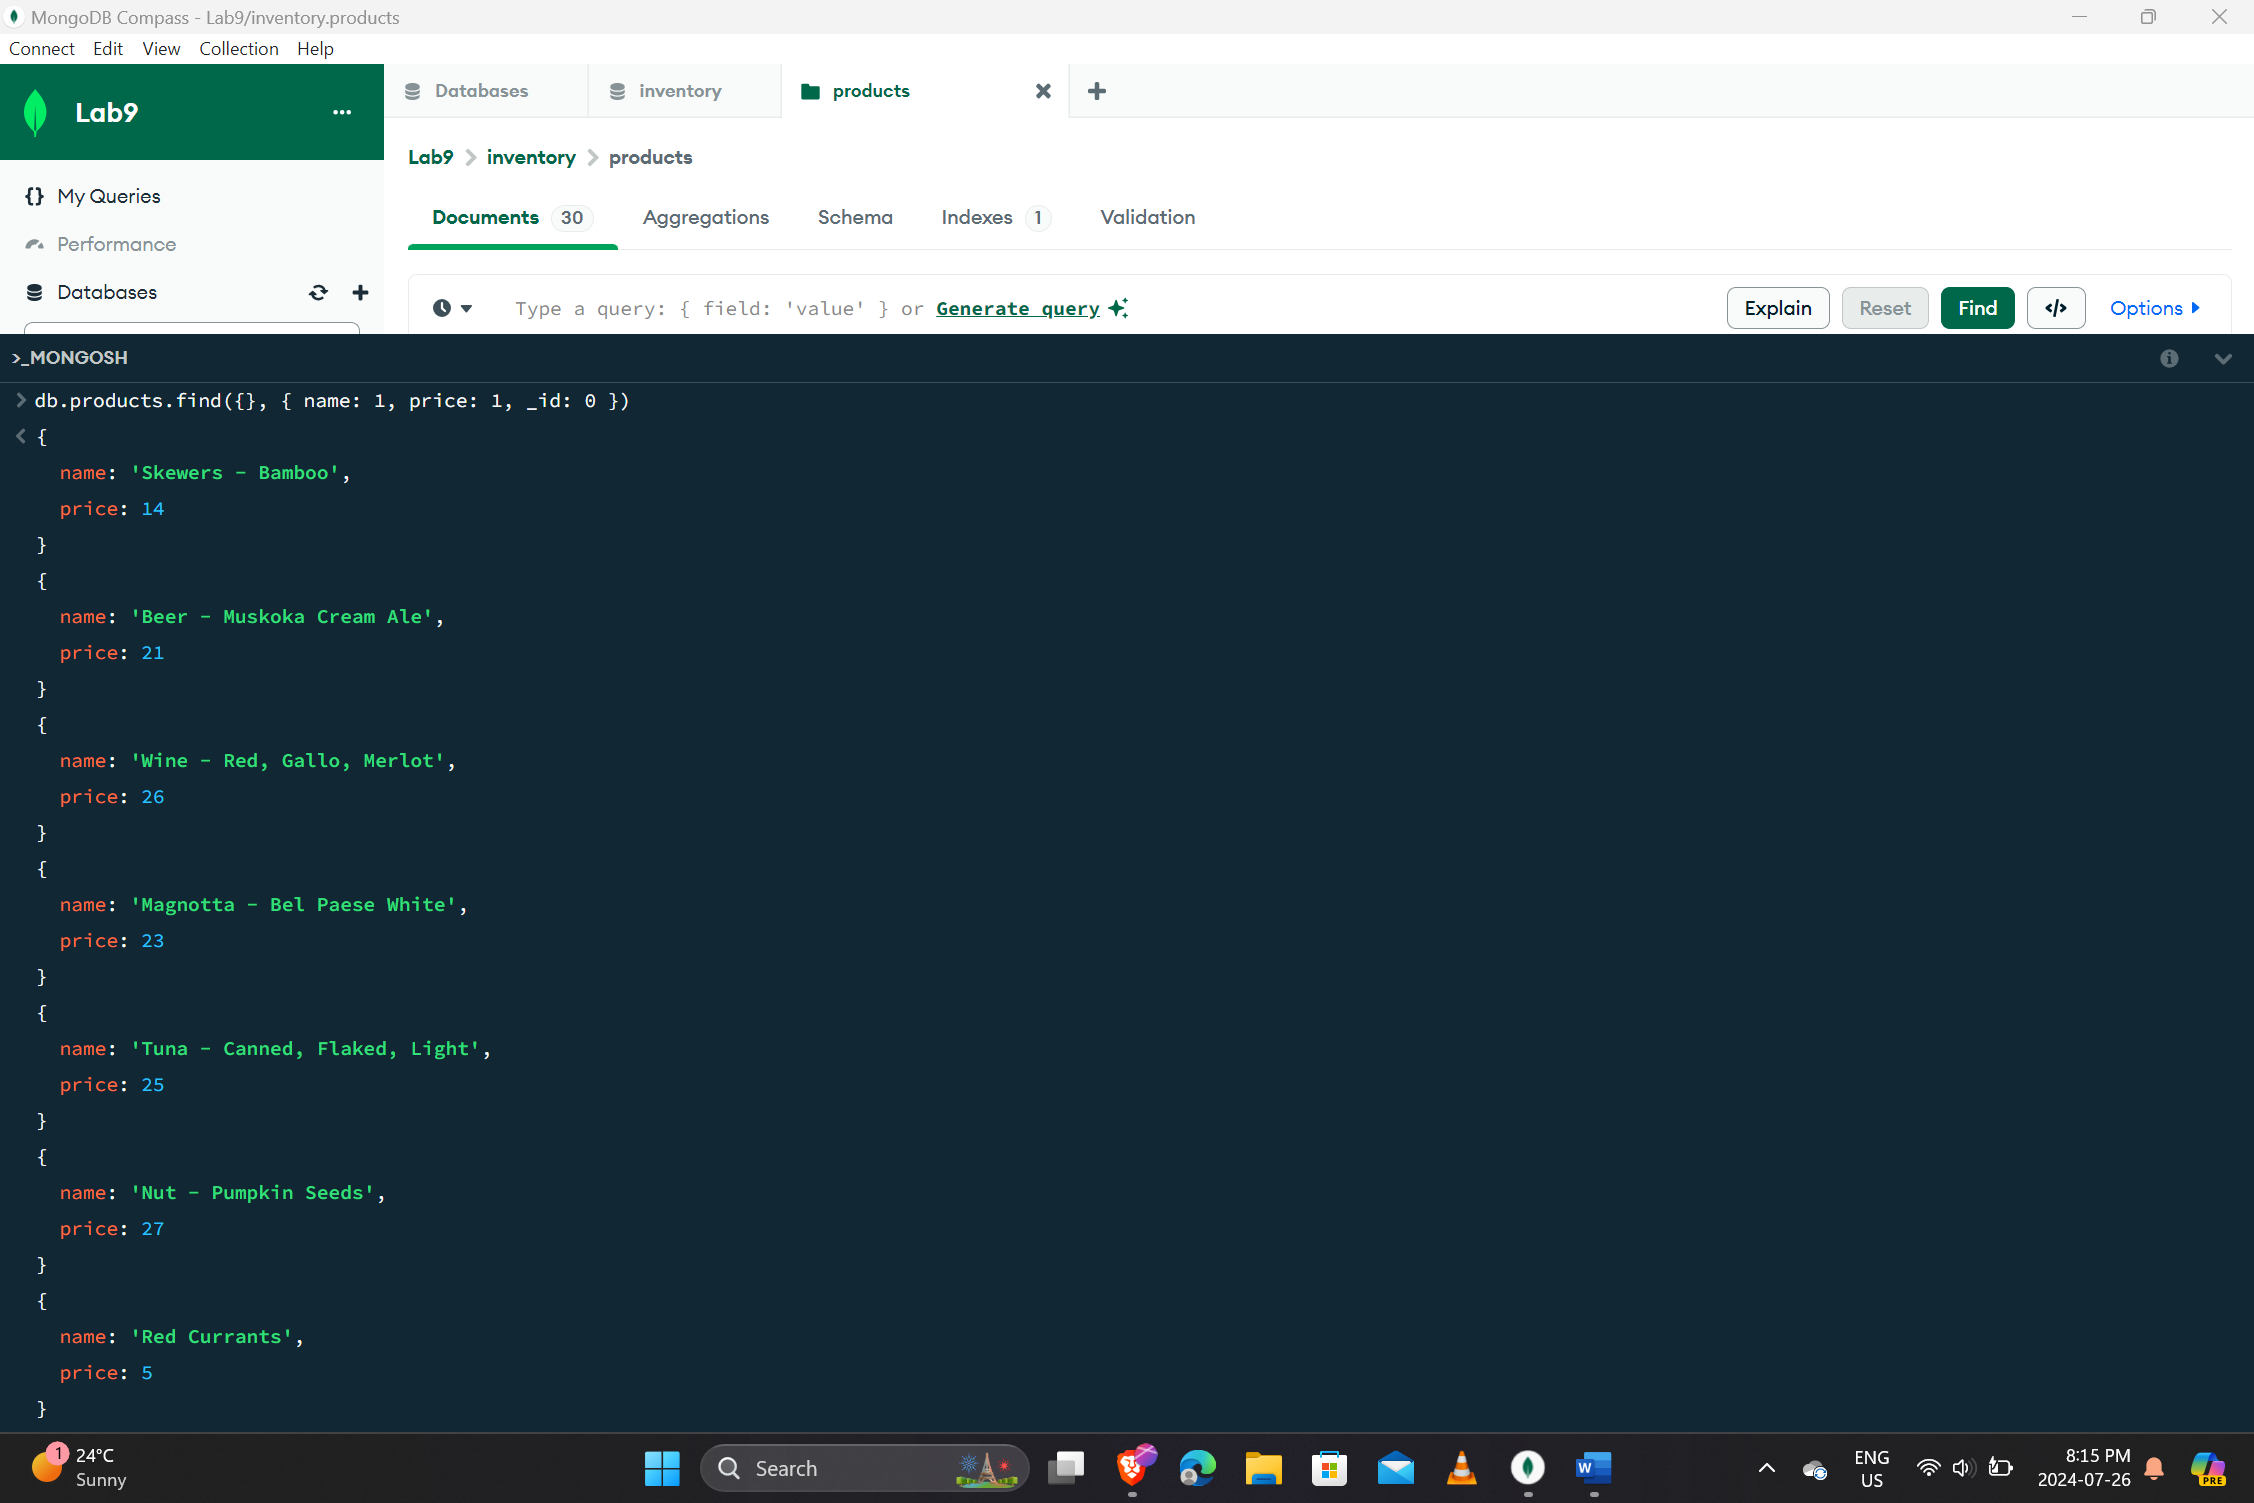 MongoDB Compass - Lab9/inventory.products
Connect Edit View Collection Help
Lab9 ...
Databases inventory products
Lab9 > inventory > products
{} My Queries
Documents 30 Aggregations Schema Indexes 1 Validation
Performance
Databases
Type a query: { field: 'value' } or Generate query
Explain Reset Find </> Options
>_MONGOSH
> db.products.find({}, { name: 1, price: 1, _id: 0 })
< {
name: 'Skewers - Bamboo',
price: 14
}
{
name: 'Beer - Muskoka Cream Ale',
price: 21
}
{
name: 'Wine - Red, Gallo, Merlot',
price: 26
}
{
name: 'Magnotta - Bel Paese White',
price: 23
}
{
name: 'Tuna - Canned, Flaked, Light',
price: 25
}
{
name: 'Nut - Pumpkin Seeds',
price: 27
}
{
name: 'Red Currants',
price: 5
}
1 24°C
Sunny
Search
W
ENG
US
8:15 PM
2024-07-26
PRE